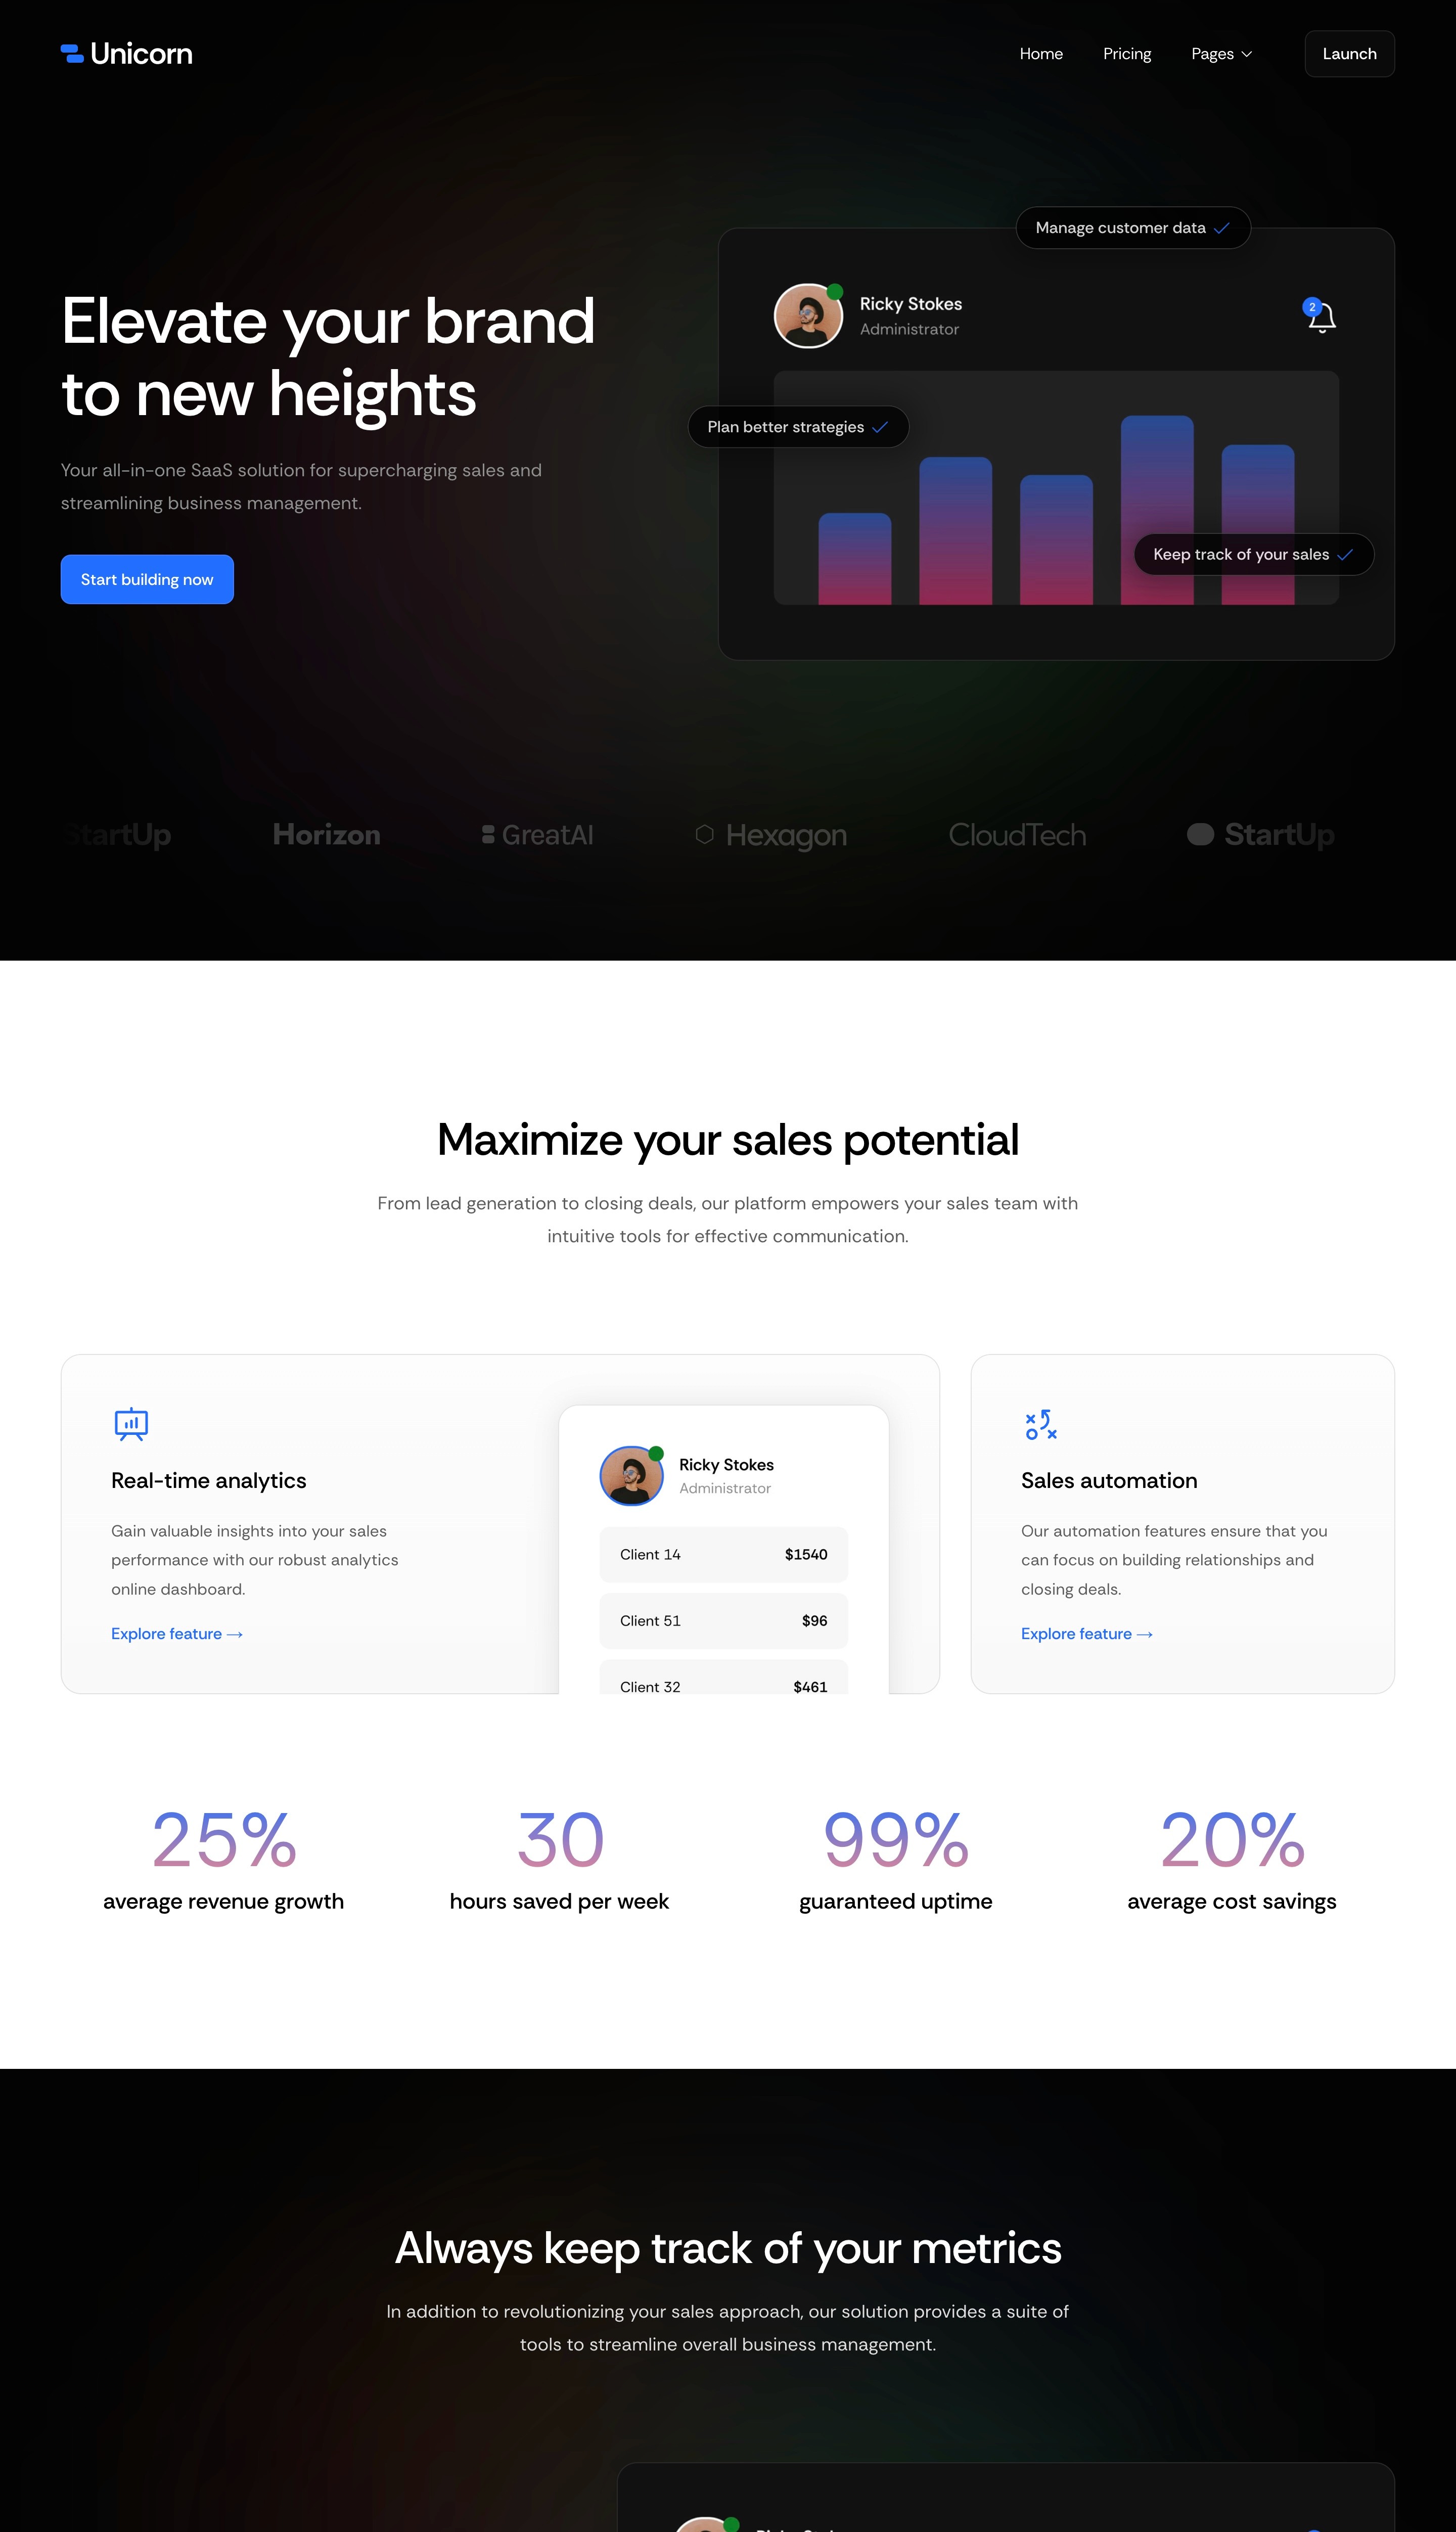 Unicorn
Home
Pricing
Pages
Launch
Manage customer data
Ricky Stokes
Administrator
2
Elevate your brand
to new heights
Plan better strategies
Your all-in-one SaaS solution for supercharging sales and
streamlining business management.
Keep track of your sales
Start building now
StartUp
Horizon
GreatAI
Hexagon
CloudTech
StartUp
Maximize your sales potential
From lead generation to closing deals, our platform empowers your sales team with
intuitive tools for effective communication.
Real-time analytics
Gain valuable insights into your sales
performance with our robust analytics
online dashboard.
Explore feature →
Ricky Stokes
Administrator
Client 14 $1540
Client 51 $96
Client 32 $461
Sales automation
Our automation features ensure that you
can focus on building relationships and
closing deals.
Explore feature →
25%
average revenue growth
30
hours saved per week
99%
guaranteed uptime
20%
average cost savings
Always keep track of your metrics
In addition to revolutionizing your sales approach, our solution provides a suite of
tools to streamline overall business management.